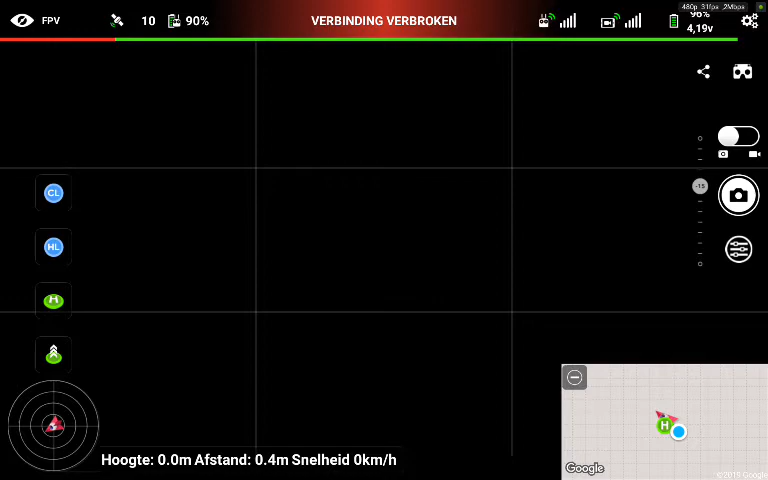 480p 31fps ,2Mbps
FPV
10
90%
VERBINDING VERBROKEN
96%
4,19v
CL
-15
HL
H
H
Hoogte: 0.0m Afstand: 0.4m Snelheid 0km/h
Google
©2019 Google